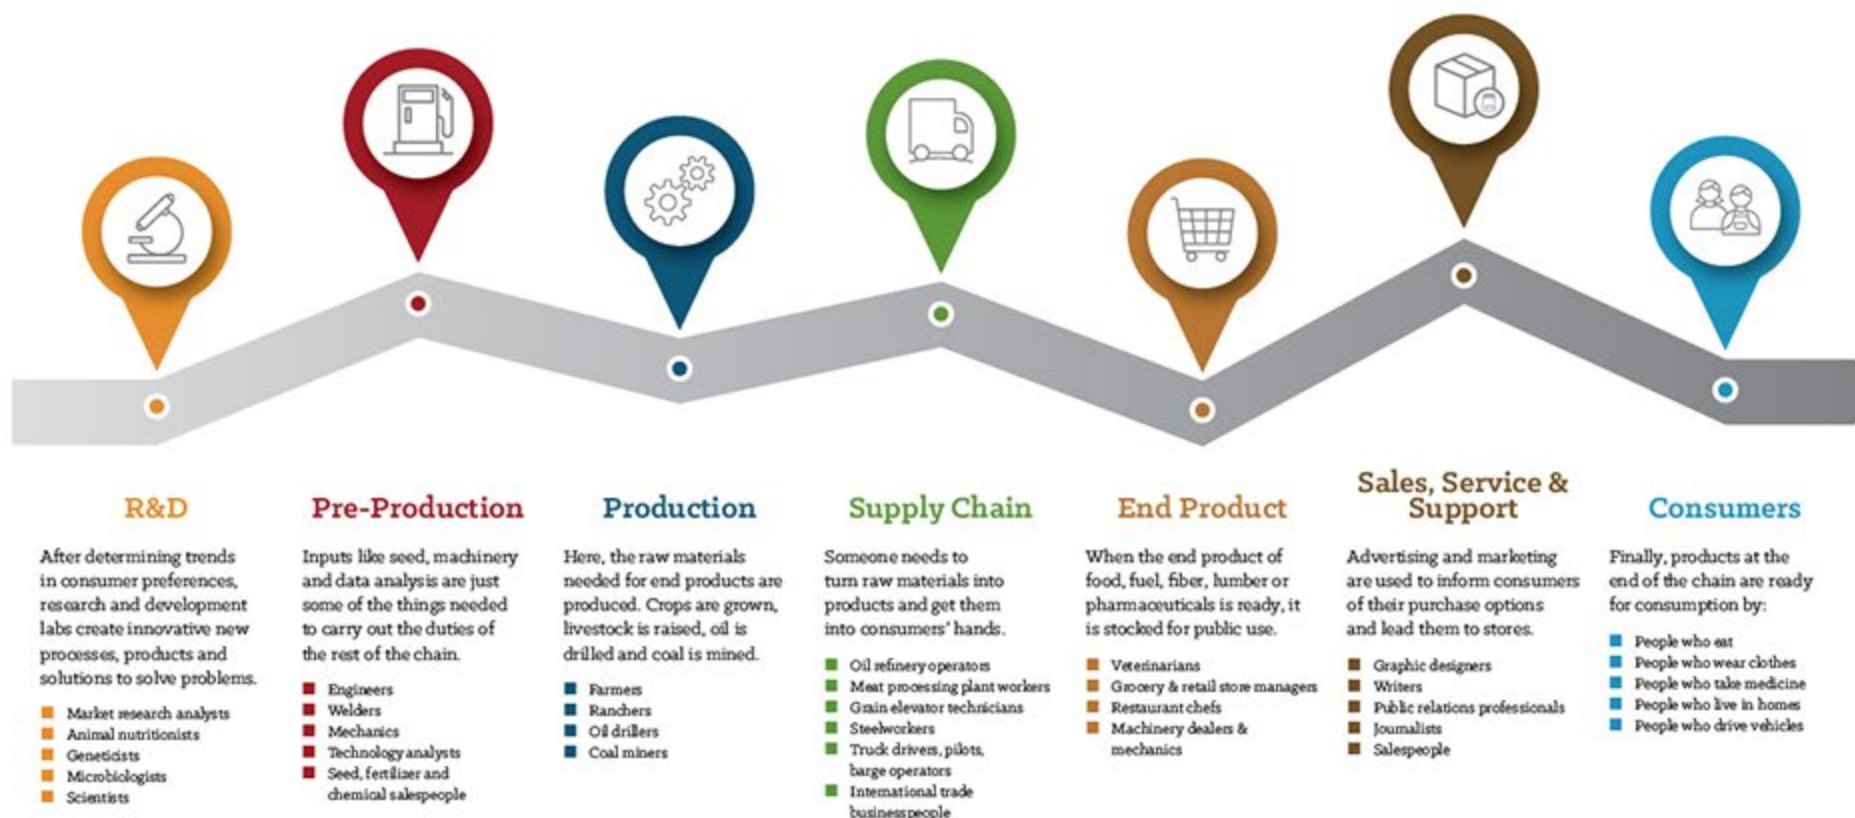 R&D
After determining trends
in consumer preferences,
research and development
labs create innovative new
processes, products and
solutions to solve problems.
Market research analysts
Animal nutritionists
Geneticists
Microbiologists
Scientists
Pre-Production
Inputs like seed, machinery
and data analysis are just
some of the things needed
to carry out the duties of
the rest of the chain.
Engineers
Welders
Mechanics
Technology analysts
Seed, fertilizer and
chemical salespeople
Production
Here, the raw materials
needed for end products are
produced. Crops are grown,
livestock is raised, oil is
drilled and coal is mined.
Farmers
Ranchers
Oil drillers
Coal miners
Supply Chain
Someone needs to
turn raw materials into
products and get them
into consumers' hands.
Oil refinery operators
Meat processing plant workers
Grain elevator technicians
Steelworkers
Truck drivers, pilots,
barge operators
International trade
businesspeople
End Product
When the end product of
food, fuel, fiber, lumber or
pharmaceuticals is ready, it
is stocked for public use.
Veterinarians
Grocery & retail store managers
Restaurant chefs
Machinery dealers &
mechanics
Sales, Service &
Support
Advertising and marketing
are used to inform consumers
of their purchase options
and lead them to stores.
Graphic designers
Writers
Public relations professionals
Journalists
Salespeople
Consumers
Finally, products at the
end of the chain are ready
for consumption by:
People who eat
People who wear clothes
People who take medicine
People who live in homes
People who drive vehicles